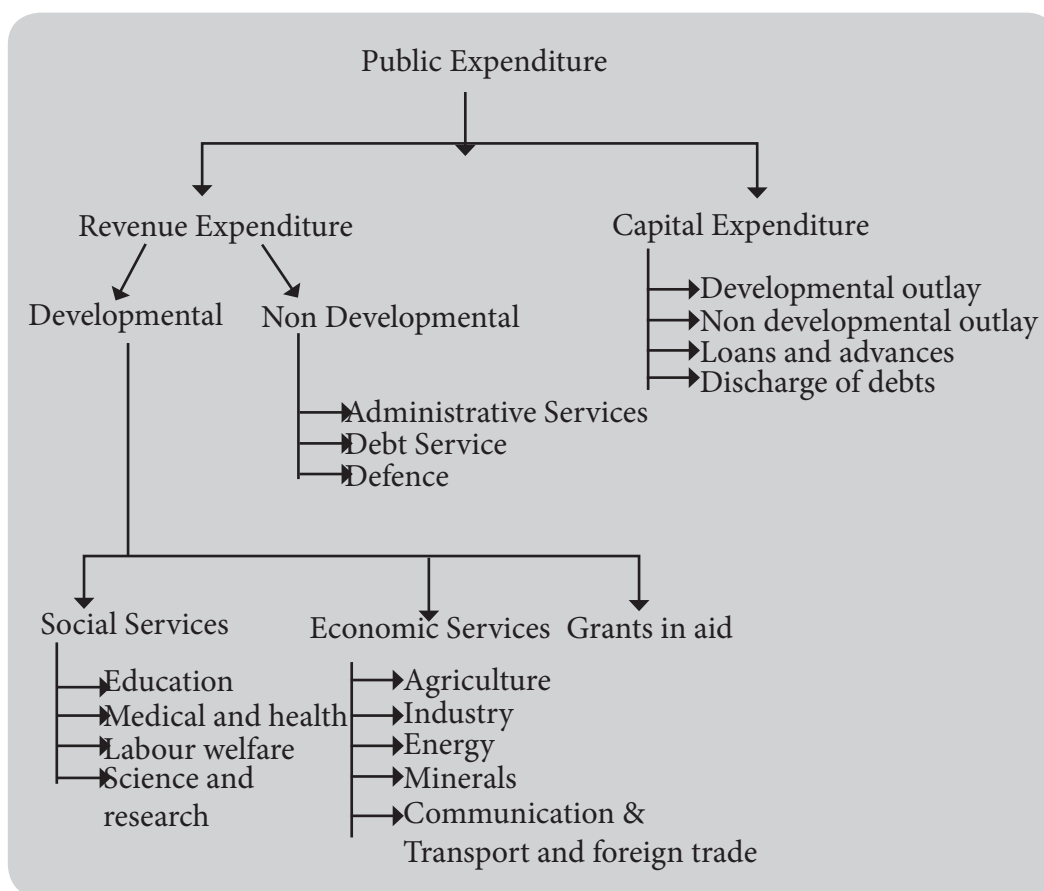 Public Expenditure
Revenue Expenditure
Capital Expenditure
Developmental outlay
Non developmental outlay
Loans and advances
Discharge of debts
Developmental
Non Developmental
Administrative Services
Debt Service
Defence
Social Services
Education
Medical and health
Labour welfare
Science and
research
Economic Services
Agriculture
Industry
Energy
Minerals
Communication &
Transport and foreign trade
Grants in aid